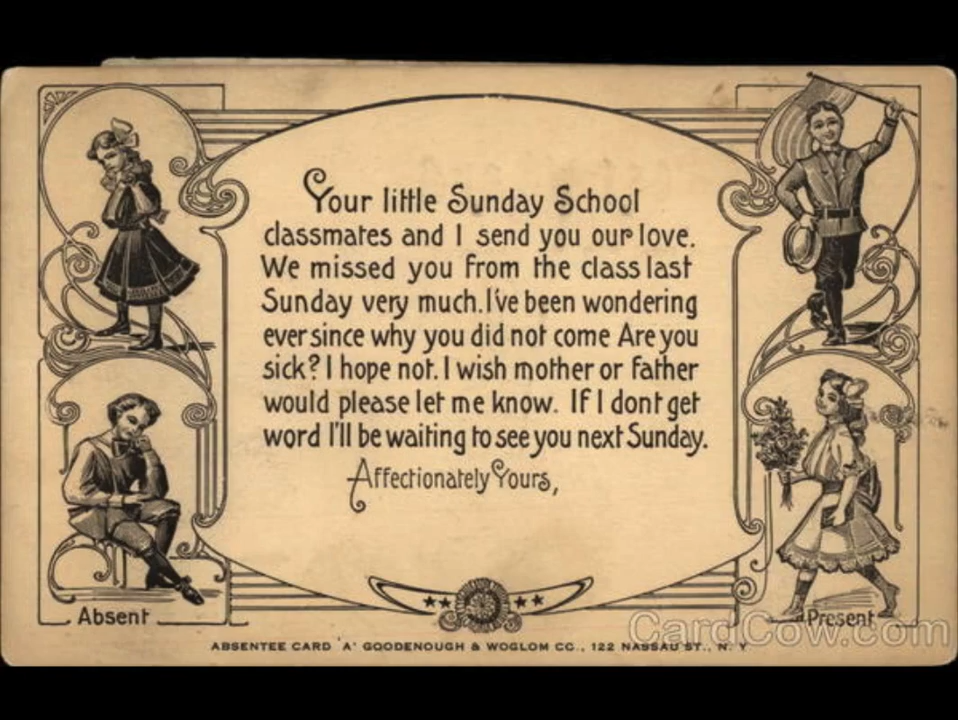 Your little Sunday School
classmates and I send you our love.
We missed you from the class last
Sunday very much. I've been wondering
ever since why you did not come Are you
sick? I hope not. I wish mother or father
would please let me know. If I dont get
word I'll be waiting to see you next Sunday.
Affectionately Yours,
Absent
Present
CardCow.com
ABSENTEE CARD 'A' GOODENOUGH & WOGLOM CO., 122 NASSAU ST., N. Y